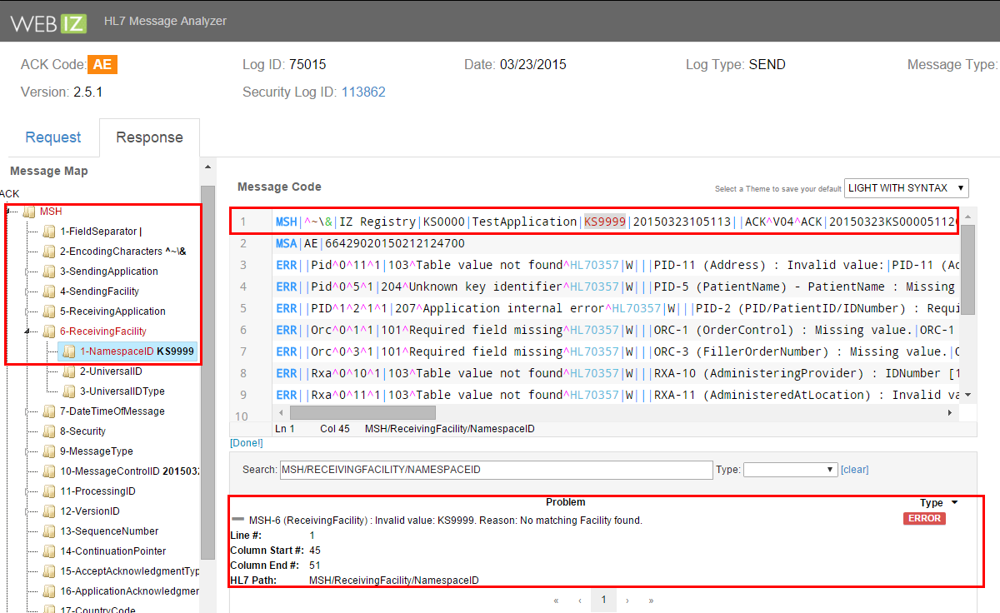 WEBIZ HL7 Message Analyzer
ACK Code: AE Log ID: 75015 Date: 03/23/2015 Log Type: SEND Message Type:
Version: 2.5.1 Security Log ID: 113862
Request Response
Message Map
ACK
MSH
1-FieldSeparator |
2-EncodingCharacters ^~\&
3-SendingApplication
4-SendingFacility
5-ReceivingApplication
6-ReceivingFacility
1-NamespaceID KS9999
2-UniversalID
3-UniversalIDType
7-DateTimeOfMessage
8-Security
9-MessageType
10-MessageControlID 201503
11-ProcessingID
12-VersionID
13-SequenceNumber
14-ContinuationPointer
15-AcceptAcknowledgmentTyp
16-ApplicationAcknowledgmer
17-CountryCode
Message Code
Select a Theme to save your default LIGHT WITH SYNTAX
1 MSH|^~\&|IZ Registry|KS0000|TestApplication|KS9999|20150323105113||ACK^V04^ACK|20150323KS000051120
2 MSA|AE|66429020150212124700
3 ERR||Pid^0^11^1|103^Table value not found^HL70357|W|||PID-11 (Address) : Invalid value:|PID-11 (Ac
4 ERR||Pid^0^5^1|204^Unknown key identifier^HL70357|W|||PID-5 (PatientName) - PatientName : Missing
5 ERR||PID^1^2^1^1|207^Application internal error^HL70357|W|||PID-2 (PID/PatientID/IDNumber) : Requi
6 ERR||Orc^0^1^1|101^Required field missing^HL70357|W|||ORC-1 (OrderControl) : Missing value.|ORC-1
7 ERR||Orc^0^3^1|101^Required field missing^HL70357|W|||ORC-3 (FillerOrderNumber) : Missing value.|O
8 ERR||Rxa^0^10^1|103^Table value not found^HL70357|W|||RXA-10 (AdministeringProvider) : IDNumber [1
9 ERR||Rxa^0^11^1|103^Table value not found^HL70357|W|||RXA-11 (AdministeredAtLocation) : Invalid va
10
Ln 1 Col 45 MSH/ReceivingFacility/NamespaceID
[Done!]
Search: MSH/RECEIVINGFACILITY/NAMESPACEID Type: [clear]
Problem Type
MSH-6 (ReceivingFacility) : Invalid value: KS9999. Reason: No matching Facility found. ERROR
Line #: 1
Column Start #: 45
Column End #: 51
HL7 Path: MSH/ReceivingFacility/NamespaceID
« ‹ 1 › »